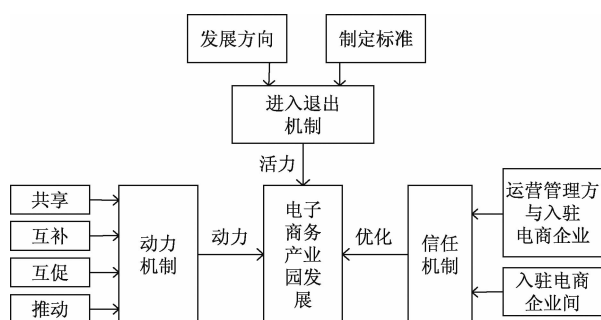 发展方向
制定标准
进入退出
机制
活力
共享
互补
互促
推动
动力
机制
动力
电子
商务
产业
园发
展
优化
信任
机制
运营管理方
与入驻
电商企业
入驻电商
企业间